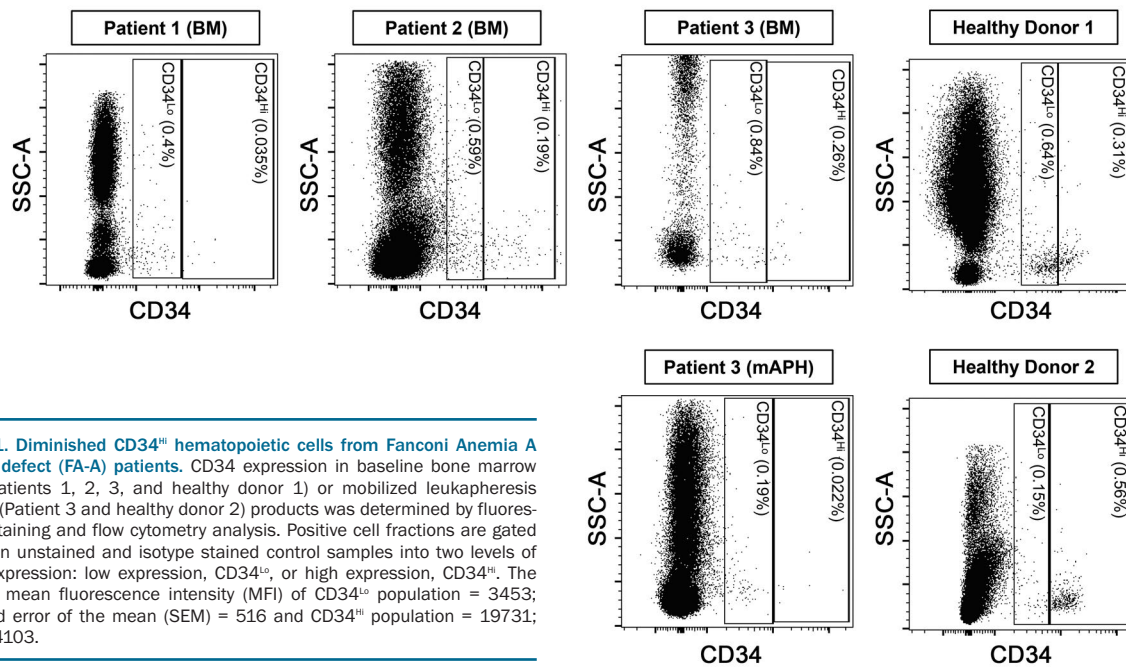 Patient 1 (BM)
Patient 2 (BM)
Patient 3 (BM)
Healthy Donor 1
SSC-A
CD34ᴸᵒ (0.4%)
CD34ᴴⁱ (0.035%)
CD34
SSC-A
CD34ᴸᵒ (0.59%)
CD34ᴴⁱ (0.19%)
CD34
SSC-A
CD34ᴸᵒ (0.84%)
CD34ᴴⁱ (0.26%)
CD34
SSC-A
CD34ᴸᵒ (0.64%)
CD34ᴴⁱ (0.31%)
CD34
Patient 3 (mAPH)
Healthy Donor 2
SSC-A
CD34ᴸᵒ (0.19%)
CD34ᴴⁱ (0.022%)
CD34
SSC-A
CD34ᴸᵒ (0.15%)
CD34ᴴⁱ (0.56%)
CD34
1. Diminished CD34ᴴⁱ hematopoietic cells from Fanconi Anemia A
defect (FA-A) patients. CD34 expression in baseline bone marrow
atients 1, 2, 3, and healthy donor 1) or mobilized leukapheresis
(Patient 3 and healthy donor 2) products was determined by fluores-
taining and flow cytometry analysis. Positive cell fractions are gated
n unstained and isotype stained control samples into two levels of
xpression: low expression, CD34ᴸᵒ, or high expression, CD34ᴴⁱ. The
mean fluorescence intensity (MFI) of CD34ᴸᵒ population = 3453;
d error of the mean (SEM) = 516 and CD34ᴴⁱ population = 19731;
4103.